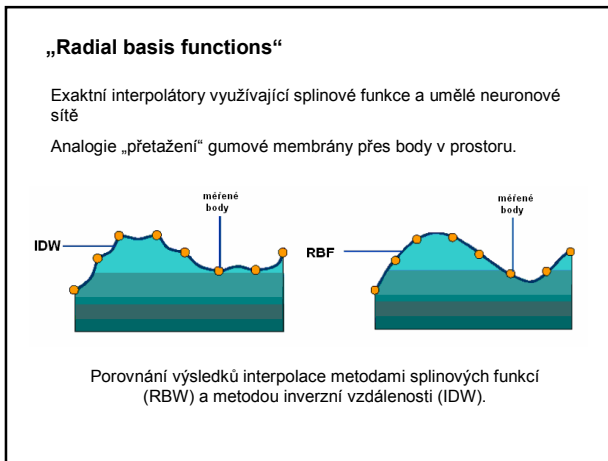 „Radial basis functions“
Exaktní interpolátory využívající splinové funkce a umělé neuronové
sítě
Analogie „přetažení“ gumové membrány přes body v prostoru.
měřené
body
IDW
měřené
body
RBF
Porovnání výsledků interpolace metodami splinových funkcí
(RBW) a metodou inverzní vzdálenosti (IDW).